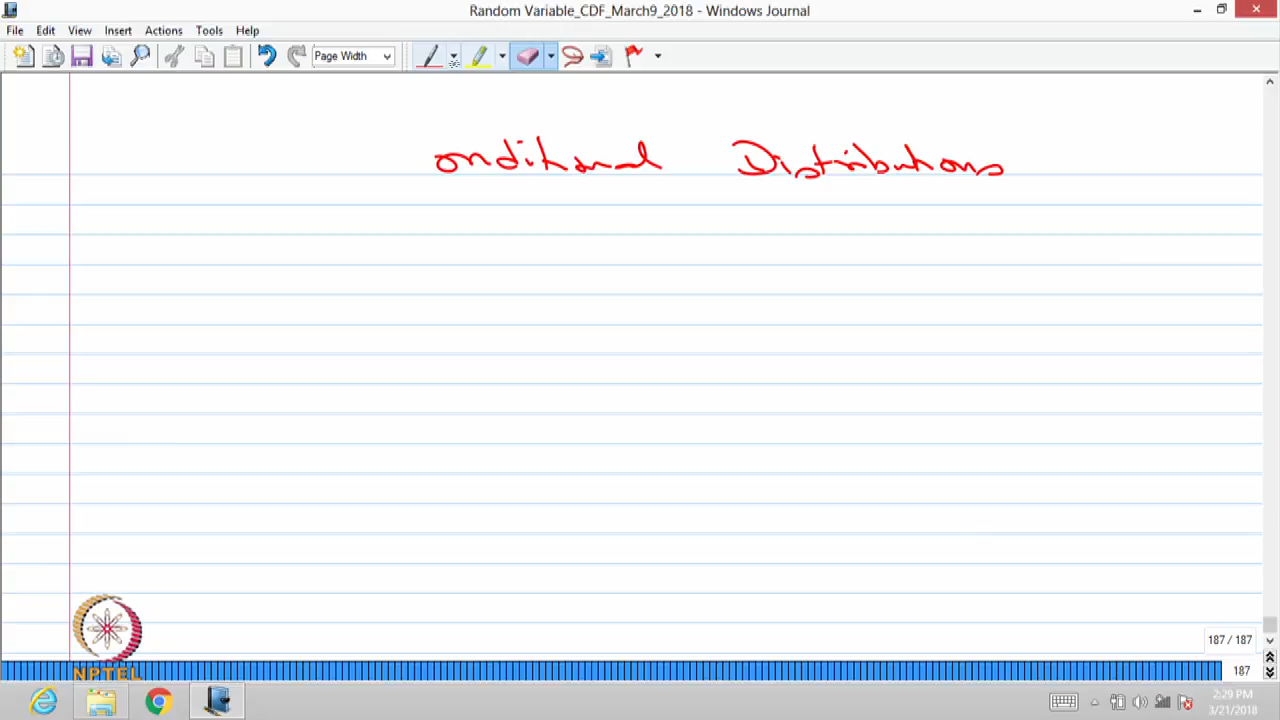 Random Variable_CDF_March9_2018 - Windows Journal
File Edit View Insert Actions Tools Help
Page Width
onditional Distributions
187 / 187
187
NPTEL
2:29 PM
3/21/2018